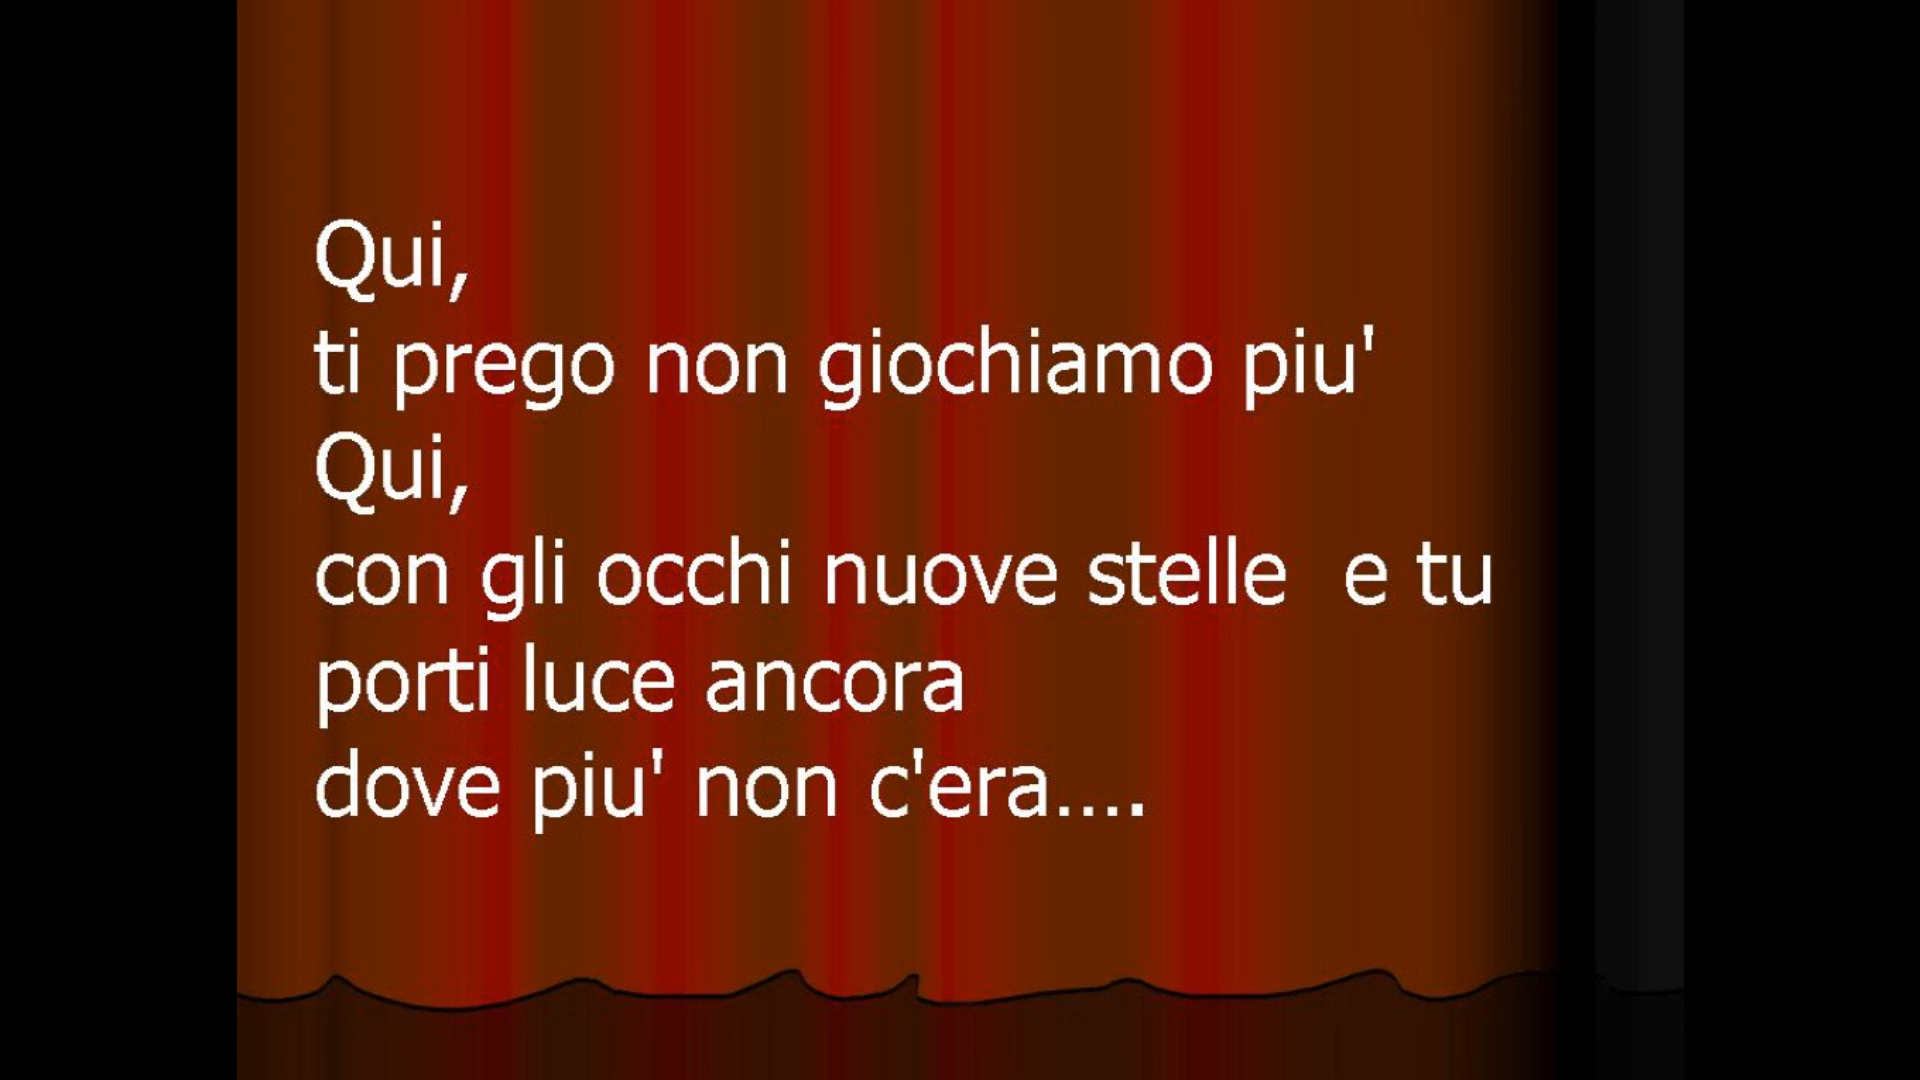 Qui,
ti prego non giochiamo piu'
Qui,
con gli occhi nuove stelle  e tu
porti luce ancora
dove piu' non c'era....